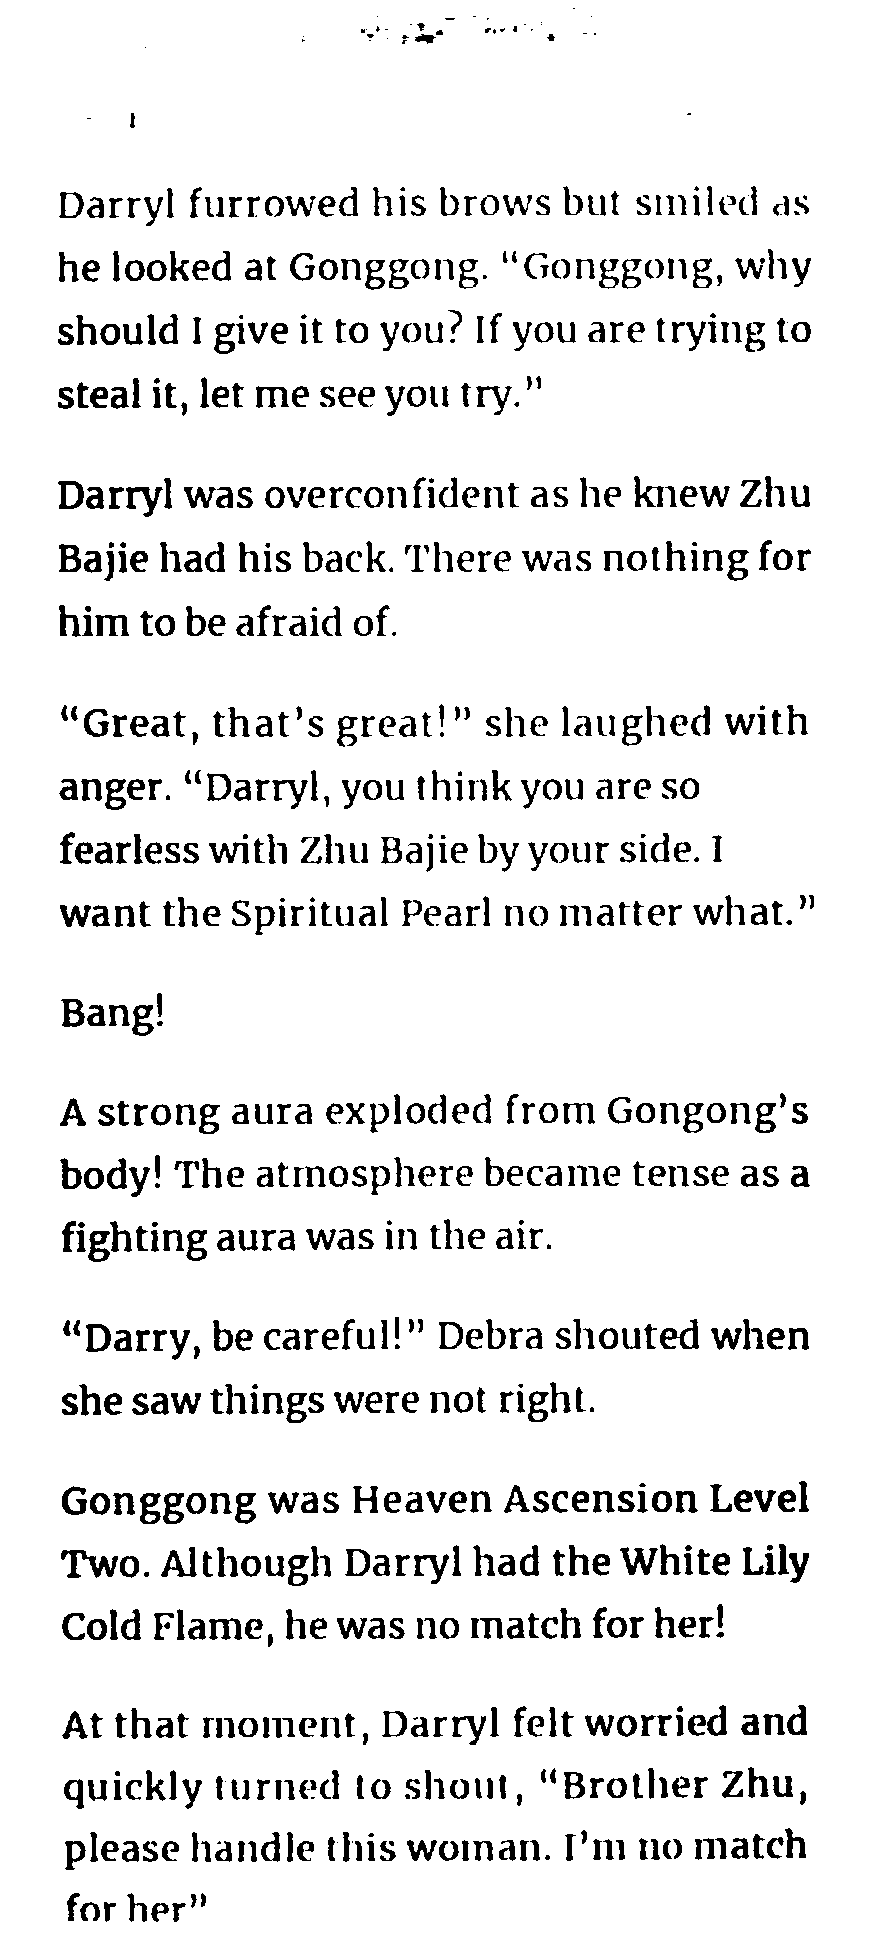 Darryl furrowed his brows but smiled as
he looked at Gonggong. “Gonggong, why
should I give it to you? If you are trying to
steal it, let me see you try.”
Darryl was overconfident as he knew Zhu
Bajie had his back. There was nothing for
him to be afraid of.
“Great, that’s great!” she laughed with
anger. “Darryl, you think you are so
fearless with Zhu Bajie by your side. I
want the Spiritual Pearl no matter what.”
Bang!
A strong aura exploded from Gongong’s
body! The atmosphere became tense as a
fighting aura was in the air.
“Darry, be careful!” Debra shouted when
she saw things were not right.
Gonggong was Heaven Ascension Level
Two. Although Darryl had the White Lily
Cold Flame, he was no match for her!
At that moment, Darryl felt worried and
quickly turned to shout, “Brother Zhu,
please handle this woman. I’m no match
for her”